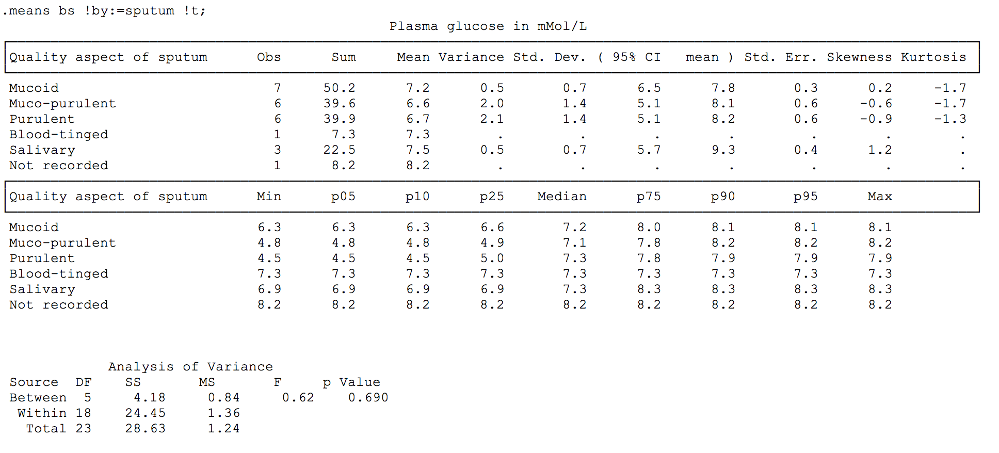 .means bs !by:=sputum !t;
Plasma glucose in mMol/L
Quality aspect of sputum Obs Sum Mean Variance Std. Dev. ( 95% CI mean ) Std. Err. Skewness Kurtosis
Mucoid 7 50.2 7.2 0.5 0.7 6.5 7.8 0.3 0.2 -1.7
Muco-purulent 6 39.6 6.6 2.0 1.4 5.1 8.1 0.6 -0.6 -1.7
Purulent 6 39.9 6.7 2.1 1.4 5.1 8.2 0.6 -0.9 -1.3
Blood-tinged 1 7.3 7.3 . . . . . . .
Salivary 3 22.5 7.5 0.5 0.7 5.7 9.3 0.4 1.2 .
Not recorded 1 8.2 8.2 . . . . . . .
Quality aspect of sputum Min p05 p10 p25 Median p75 p90 p95 Max
Mucoid 6.3 6.3 6.3 6.6 7.2 8.0 8.1 8.1 8.1
Muco-purulent 4.8 4.8 4.8 4.9 7.1 7.8 8.2 8.2 8.2
Purulent 4.5 4.5 4.5 5.0 7.3 7.8 7.9 7.9 7.9
Blood-tinged 7.3 7.3 7.3 7.3 7.3 7.3 7.3 7.3 7.3
Salivary 6.9 6.9 6.9 6.9 7.3 8.3 8.3 8.3 8.3
Not recorded 8.2 8.2 8.2 8.2 8.2 8.2 8.2 8.2 8.2
Analysis of Variance
Source DF SS MS F p Value
Between 5 4.18 0.84 0.62 0.690
Within 18 24.45 1.36
Total 23 28.63 1.24